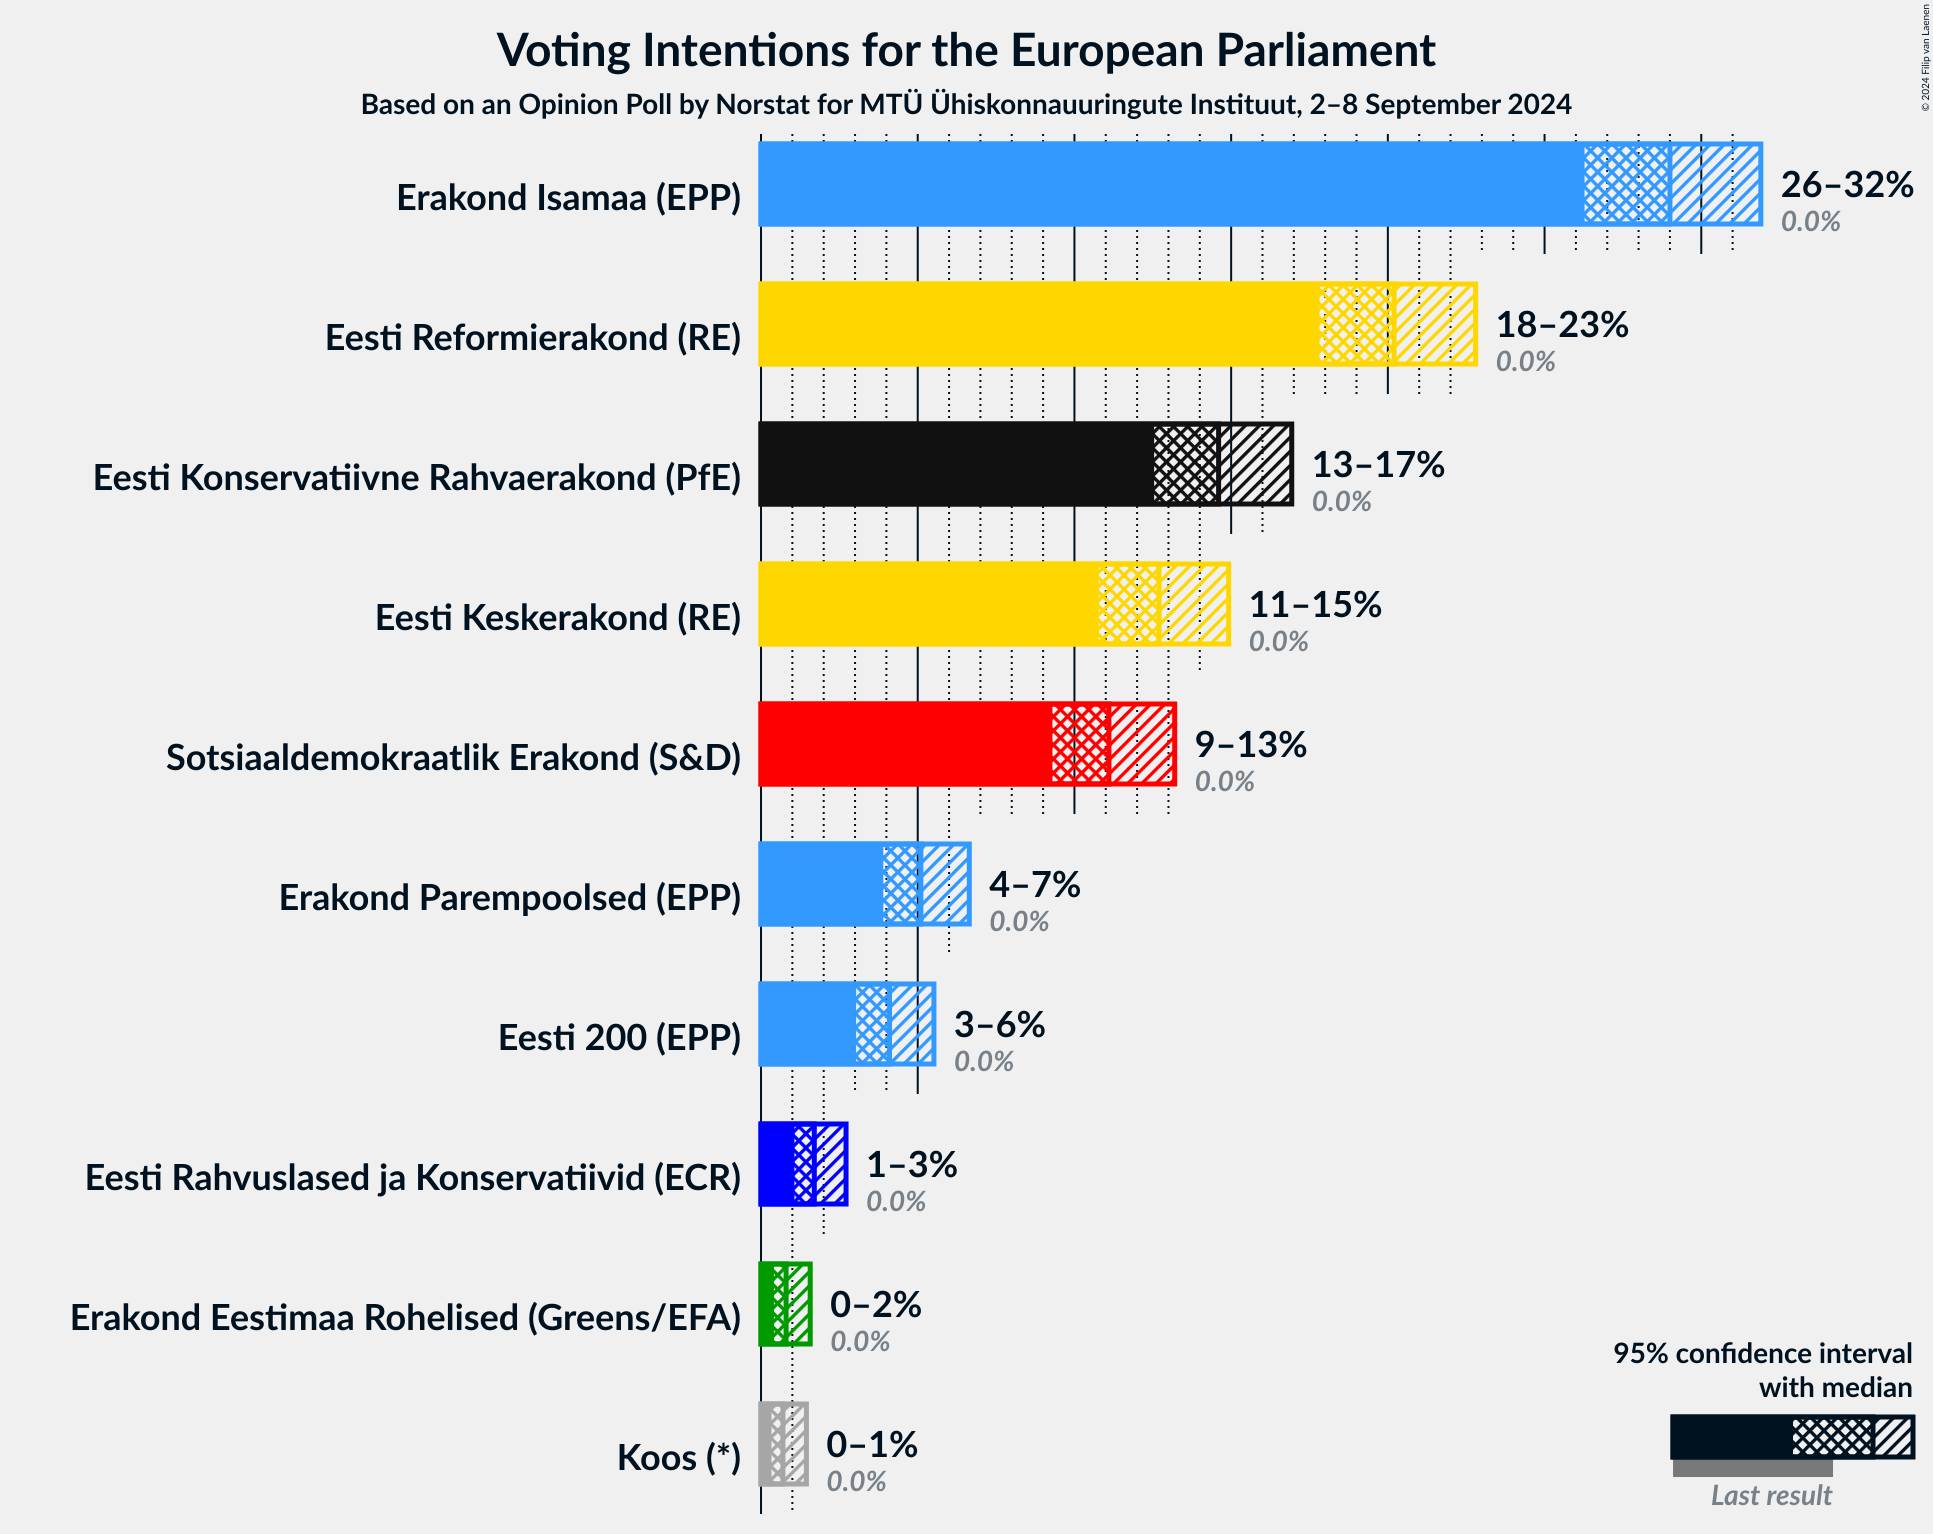 Voting Intentions for the European Parliament
Based on an Opinion Poll by Norstat for MTÜ Ühiskonnauuringute Instituut, 2–8 September 2024
© 2024 Filip van Laenen
Erakond Isamaa (EPP)
26–32%
0.0%
Eesti Reformierakond (RE)
18–23%
0.0%
Eesti Konservatiivne Rahvaerakond (PfE)
13–17%
0.0%
Eesti Keskerakond (RE)
11–15%
0.0%
Sotsiaaldemokraatlik Erakond (S&D)
9–13%
0.0%
Erakond Parempoolsed (EPP)
4–7%
0.0%
Eesti 200 (EPP)
3–6%
0.0%
Eesti Rahvuslased ja Konservatiivid (ECR)
1–3%
0.0%
Erakond Eestimaa Rohelised (Greens/EFA)
0–2%
0.0%
Koos (*)
0–1%
0.0%
95% confidence interval
with median
Last result